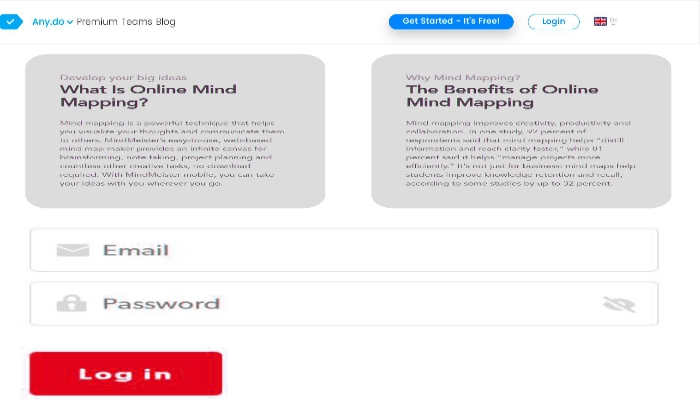 Any.do Premium Teams Blog
Get Started - It's Free!
Login
EN
Develop your big ideas
What Is Online Mind
Mapping?
Mind mapping is a powerful technique that helps
you visualize your thoughts and communicate them
to others. MindMeister's easy-to-use, web-based
mind map maker provides an infinite canvas for
brainstorming, note taking, project planning and
countless other creative tasks, no download
required. With MindMeister mobile, you can take
your ideas with you wherever you go.
Why Mind Mapping?
The Benefits of Online
Mind Mapping
Mind mapping improves creativity, productivity and
collaboration. In one study, 92 percent of
respondents said that mind mapping helps "distill
information and reach clarity faster," while 81
percent said it helps "manage projects more
efficiently." It's not just for business: mind maps help
students improve knowledge retention and recall,
according to some studies by up to 32 percent.
Email
Password
Log in